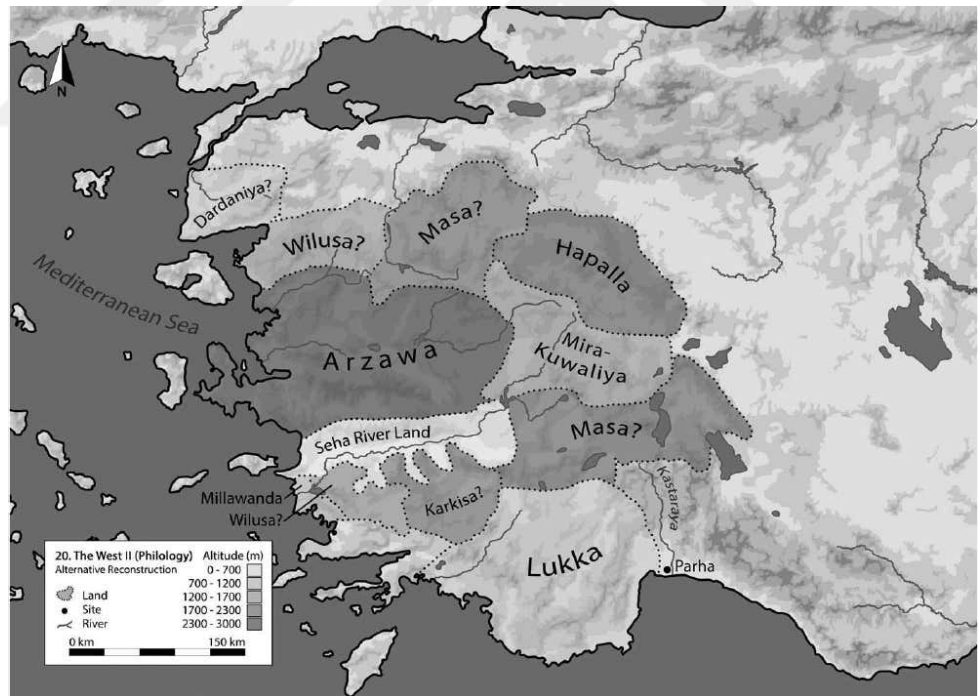 N
Dardaniya?
Wilusa?
Masa?
Hapalla
Mediterranean Sea
Arzawa
Mira-
Kuwaliya
Seha River Land
Masa?
Millawanda
Wilusa?
Karkisa?
Kastaraya
Lukka
Parha
20. The West II (Philology)
Alternative Reconstruction
Land
Site
River
0 km 150 km
Altitude (m)
0 - 700
700 - 1200
1200 - 1700
1700 - 2300
2300 - 3000